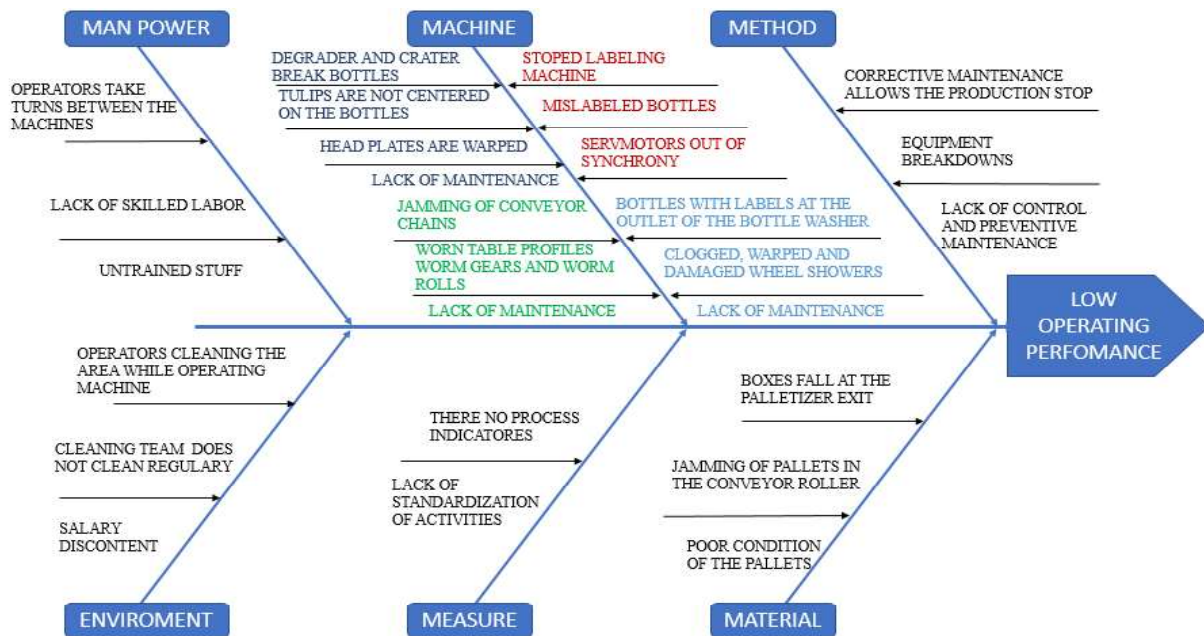 MAN POWER
MACHINE
METHOD
OPERATORS TAKE
TURNS BETWEEN THE
MACHINES
LACK OF SKILLED LABOR
UNTRAINED STUFF
DEGRADER AND CRATER
BREAK BOTTLES
TULIPS ARE NOT CENTERED
ON THE BOTTLES
HEAD PLATES ARE WARPED
LACK OF MAINTENANCE
JAMMING OF CONVEYOR
CHAINS
WORN TABLE PROFILES
WORM GEARS AND WORM
ROLLS
LACK OF MAINTENANCE
STOPED LABELING
MACHINE
MISLABELED BOTTLES
SERVMOTORS OUT OF
SYNCHRONY
BOTTLES WITH LABELS AT THE
OUTLET OF THE BOTTLE WASHER
CLOGGED, WARPED AND
DAMAGED WHEEL SHOWERS
LACK OF MAINTENANCE
CORRECTIVE MAINTENANCE
ALLOWS THE PRODUCTION STOP
EQUIPMENT
BREAKDOWNS
LACK OF CONTROL
AND PREVENTIVE
MAINTENANCE
LOW
OPERATING
PERFOMANCE
OPERATORS CLEANING THE
AREA WHILE OPERATING
MACHINE
CLEANING TEAM DOES
NOT CLEAN REGULARY
SALARY
DISCONTENT
THERE NO PROCESS
INDICATORES
LACK OF
STANDARDIZATION
OF ACTIVITIES
BOXES FALL AT THE
PALLETIZER EXIT
JAMMING OF PALLETS IN
THE CONVEYOR ROLLER
POOR CONDITION
OF THE PALLETS
ENVIROMENT
MEASURE
MATERIAL